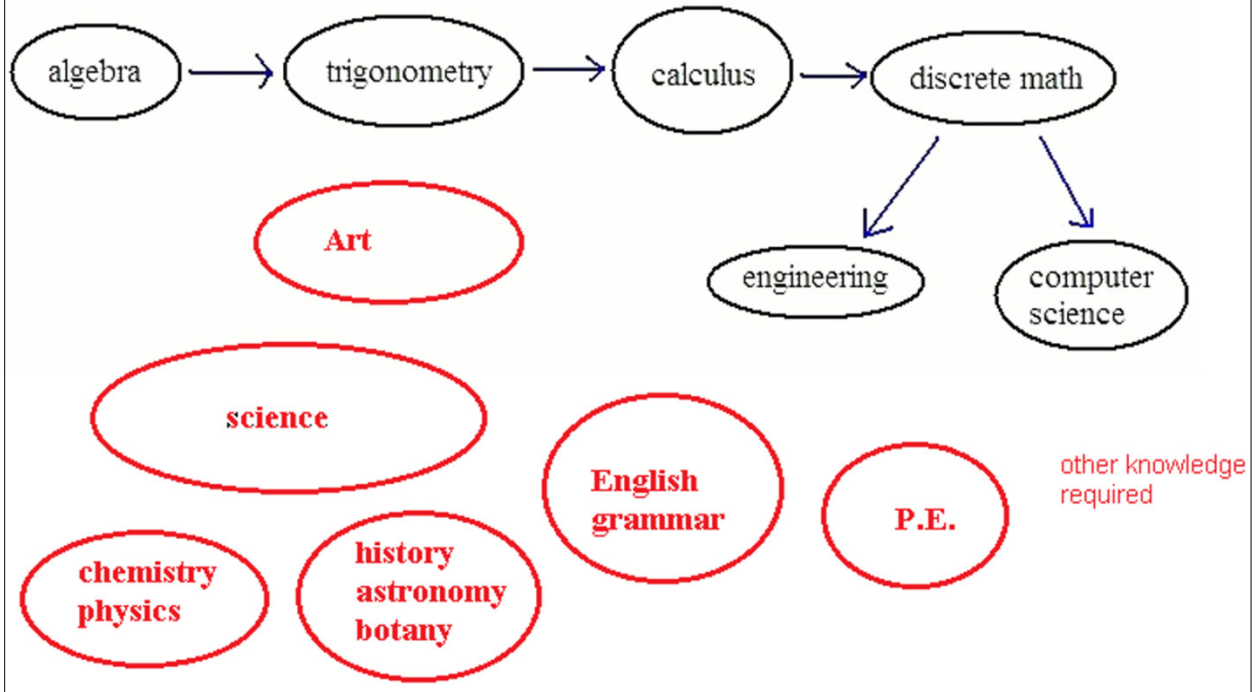 algebra
trigonometry
calculus
discrete math
Art
engineering
computer
science
science
English
grammar
P.E.
other knowledge
required
chemistry
physics
history
astronomy
botany